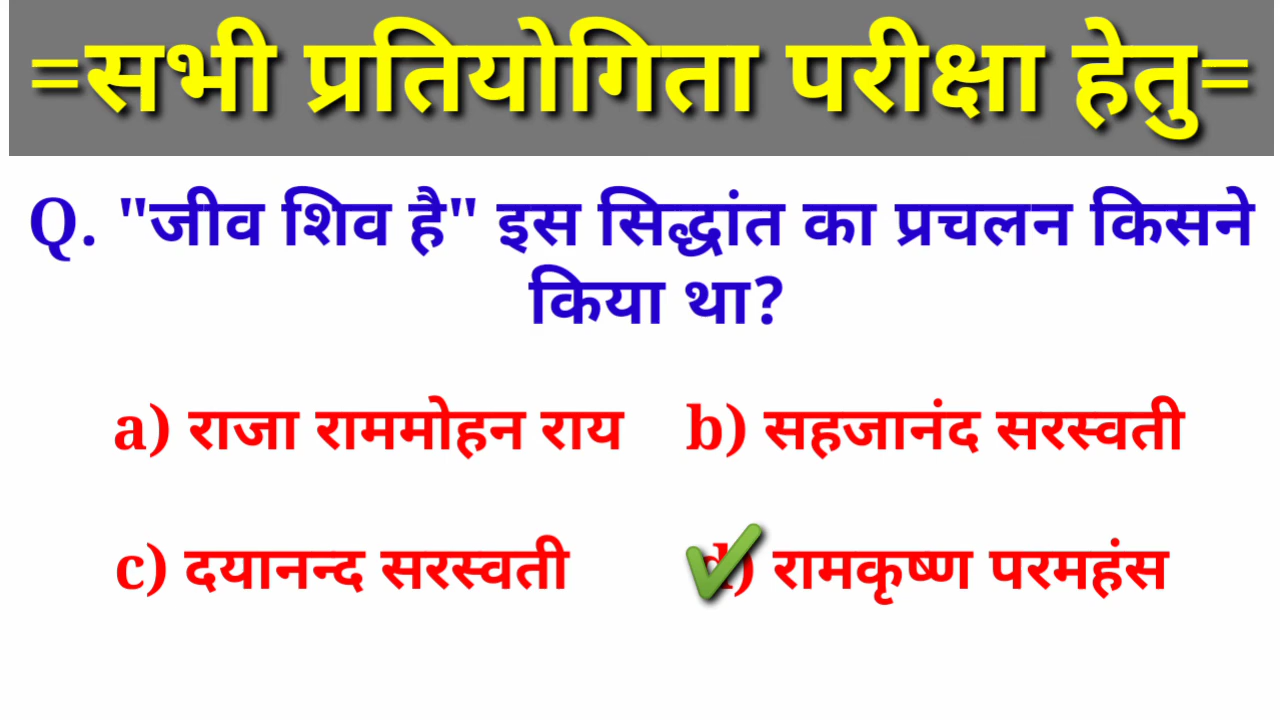 =सभी प्रतियोगिता परीक्षा हेतु=
Q. "जीव शिव है" इस सिद्धांत का प्रचलन किसने
किया था?
a) राजा राममोहन राय b) सहजानंद सरस्वती
c) दयानन्द सरस्वती d) रामकृष्ण परमहंस